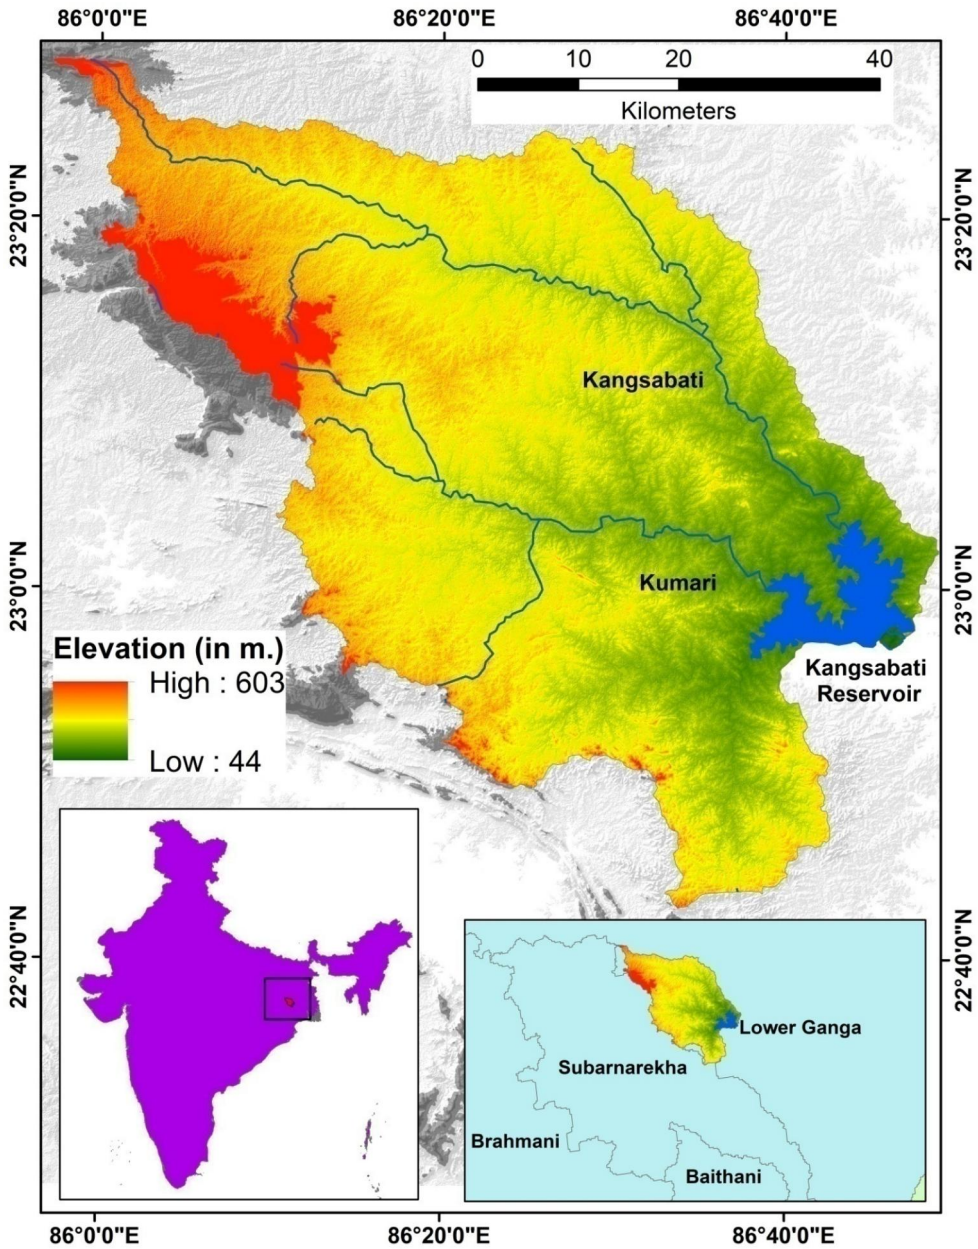 86°0'0"E
86°20'0"E
86°40'0"E
0
10
20
40
Kilometers
23°20'0"N
23°20'0"N
Kangsabati
23°0'0"N
Kumari
23°0'0"N
Kangsabati
Reservoir
Elevation (in m.)
High : 603
Low : 44
22°40'0"N
22°40'0"N
Lower Ganga
Subarnarekha
Brahmani
Baithani
86°0'0"E
86°20'0"E
86°40'0"E